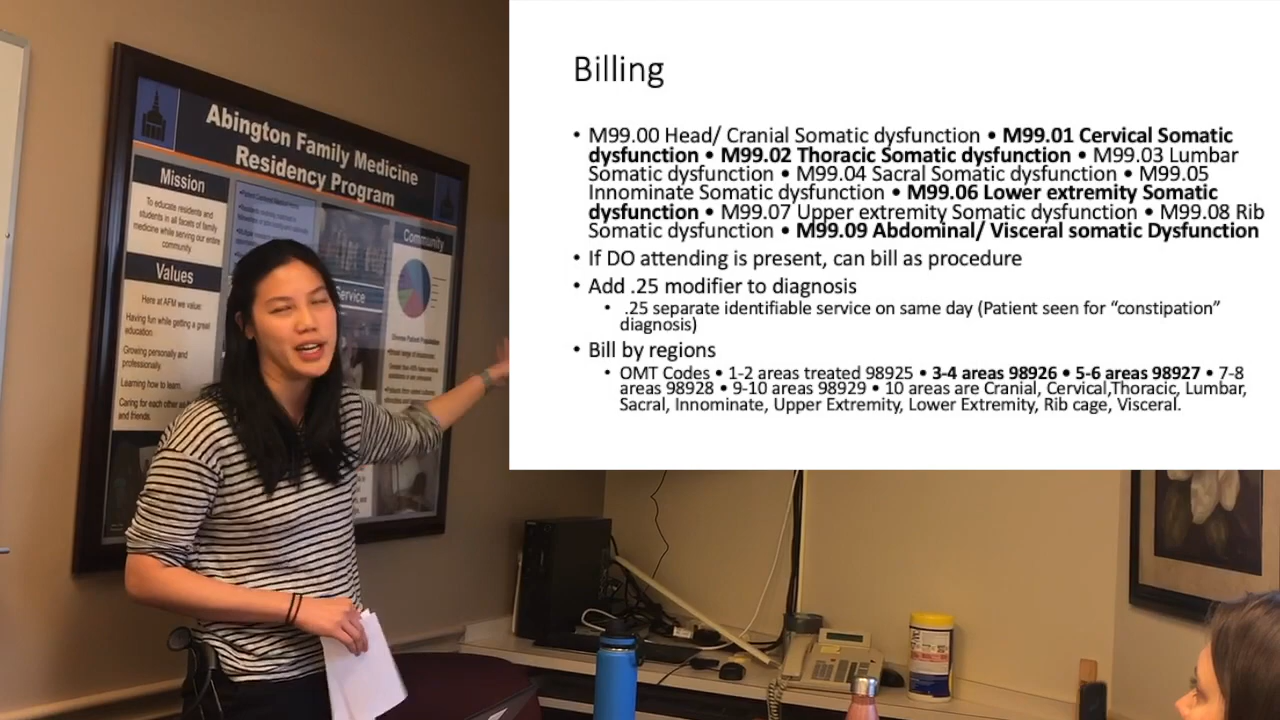 Abington Family Medicine
Residency Program
Mission
To educate residents and
students in all facets of family
medicine while serving our entire
community.
Values
Here at AFM we value:
Having fun while getting a great
education.
Growing personally and
professionally.
Learning how to learn.
Caring for each other as
and friends.
Service
Community
Billing
• M99.00 Head/ Cranial Somatic dysfunction • M99.01 Cervical Somatic
dysfunction • M99.02 Thoracic Somatic dysfunction • M99.03 Lumbar
Somatic dysfunction • M99.04 Sacral Somatic dysfunction • M99.05
Innominate Somatic dysfunction • M99.06 Lower extremity Somatic
dysfunction • M99.07 Upper extremity Somatic dysfunction • M99.08 Rib
Somatic dysfunction • M99.09 Abdominal/ Visceral somatic Dysfunction
• If DO attending is present, can bill as procedure
• Add .25 modifier to diagnosis
• .25 separate identifiable service on same day (Patient seen for “constipation”
diagnosis)
• Bill by regions
• OMT Codes • 1-2 areas treated 98925 • 3-4 areas 98926 • 5-6 areas 98927 • 7-8
areas 98928 • 9-10 areas 98929 • 10 areas are Cranial, Cervical,Thoracic, Lumbar,
Sacral, Innominate, Upper Extremity, Lower Extremity, Rib cage, Visceral.